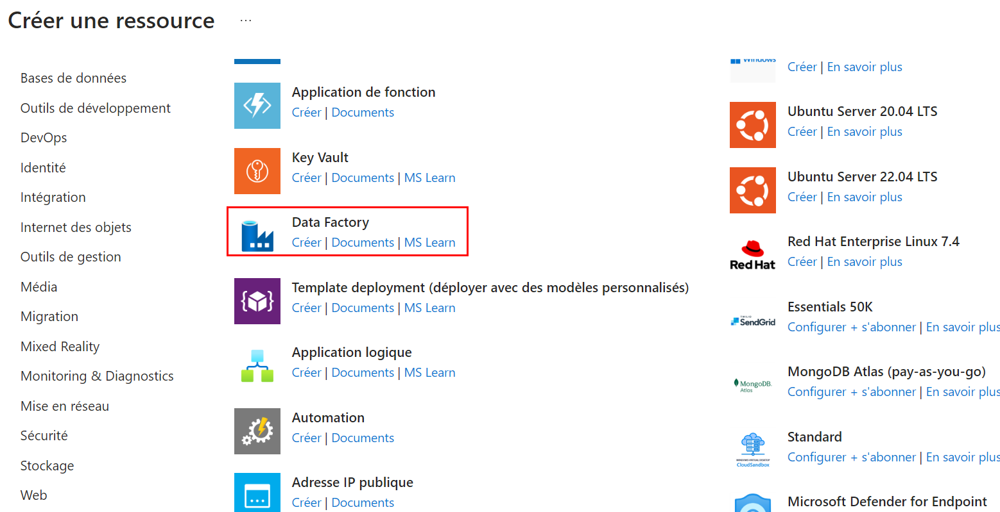 Créer une ressource ...
Bases de données
Outils de développement
DevOps
Identité
Intégration
Internet des objets
Outils de gestion
Média
Migration
Mixed Reality
Monitoring & Diagnostics
Mise en réseau
Sécurité
Stockage
Web
Application de fonction
Créer | Documents
Key Vault
Créer | Documents | MS Learn
Data Factory
Créer | Documents | MS Learn
Template deployment (déployer avec des modèles personnalisés)
Créer | Documents | MS Learn
Application logique
Créer | Documents | MS Learn
Automation
Créer | Documents
Adresse IP publique
Créer | Documents
Windows
Créer | En savoir plus
Ubuntu Server 20.04 LTS
Créer | En savoir plus
Ubuntu Server 22.04 LTS
Créer | En savoir plus
Red Hat
Red Hat Enterprise Linux 7.4
Créer | En savoir plus
TWILIO
SendGrid
Essentials 50K
Configurer + s'abonner | En savoir plus
MongoDB.
Atlas
MongoDB Atlas (pay-as-you-go)
Configurer + s'abonner | En savoir plus
WINDOWS VIRTUAL DESKTOP
CloudSandbox
Standard
Configurer + s'abonner | En savoir plus
Microsoft Defender for Endpoint